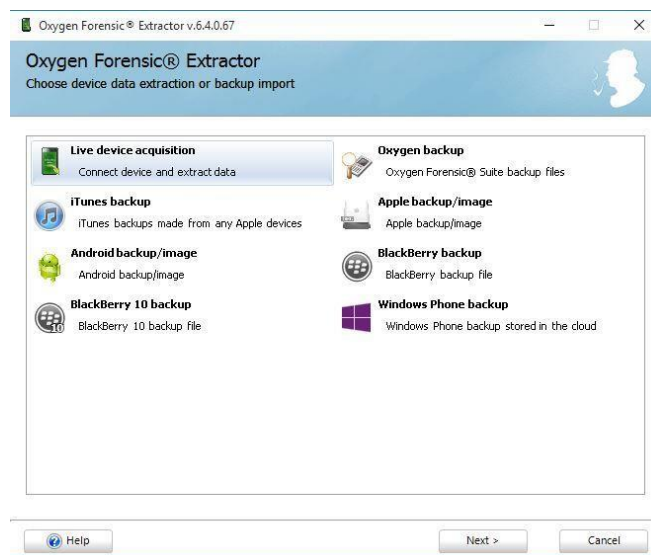 Oxygen Forensic® Extractor v.6.4.0.67
Oxygen Forensic® Extractor
Choose device data extraction or backup import
Live device acquisition
Connect device and extract data
Oxygen backup
Oxygen Forensic® Suite backup files
iTunes backup
iTunes backups made from any Apple devices
Apple backup/image
Apple backup/image
Android backup/image
Android backup/image
BlackBerry backup
BlackBerry backup file
BlackBerry 10 backup
BlackBerry 10 backup file
Windows Phone backup
Windows Phone backup stored in the cloud
10
Help
Next >
Cancel